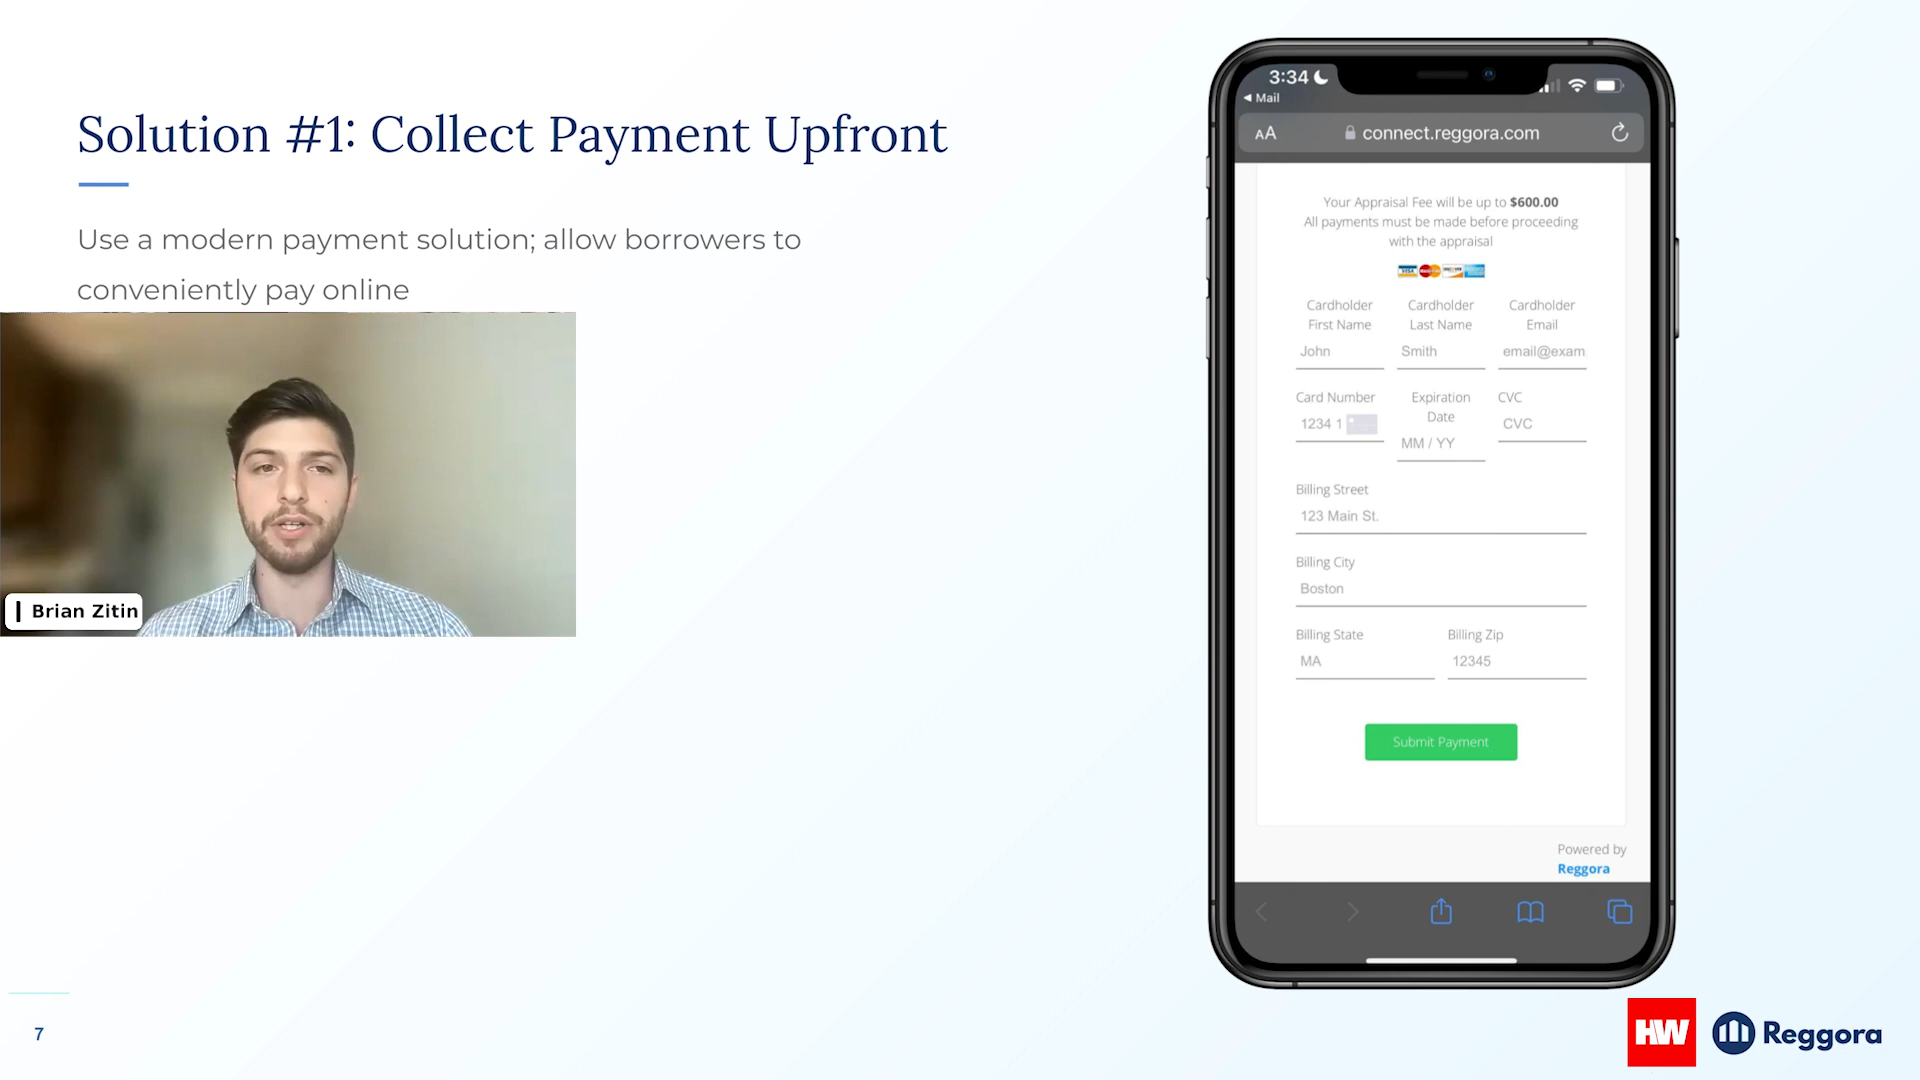 Solution #1: Collect Payment Upfront
Use a modern payment solution; allow borrowers to
conveniently pay online
Brian Zitin
7
3:34
Mail
AA connect.reggora.com
Your Appraisal Fee will be up to $600.00
All payments must be made before proceeding
with the appraisal
VISA
Cardholder First Name
Cardholder Last Name
Cardholder Email
John
Smith
email@exam
Card Number
Expiration Date
CVC
1234 1
MM / YY
CVC
Billing Street
123 Main St.
Billing City
Boston
Billing State
Billing Zip
MA
12345
Submit Payment
Powered by
Reggora
HW
Reggora